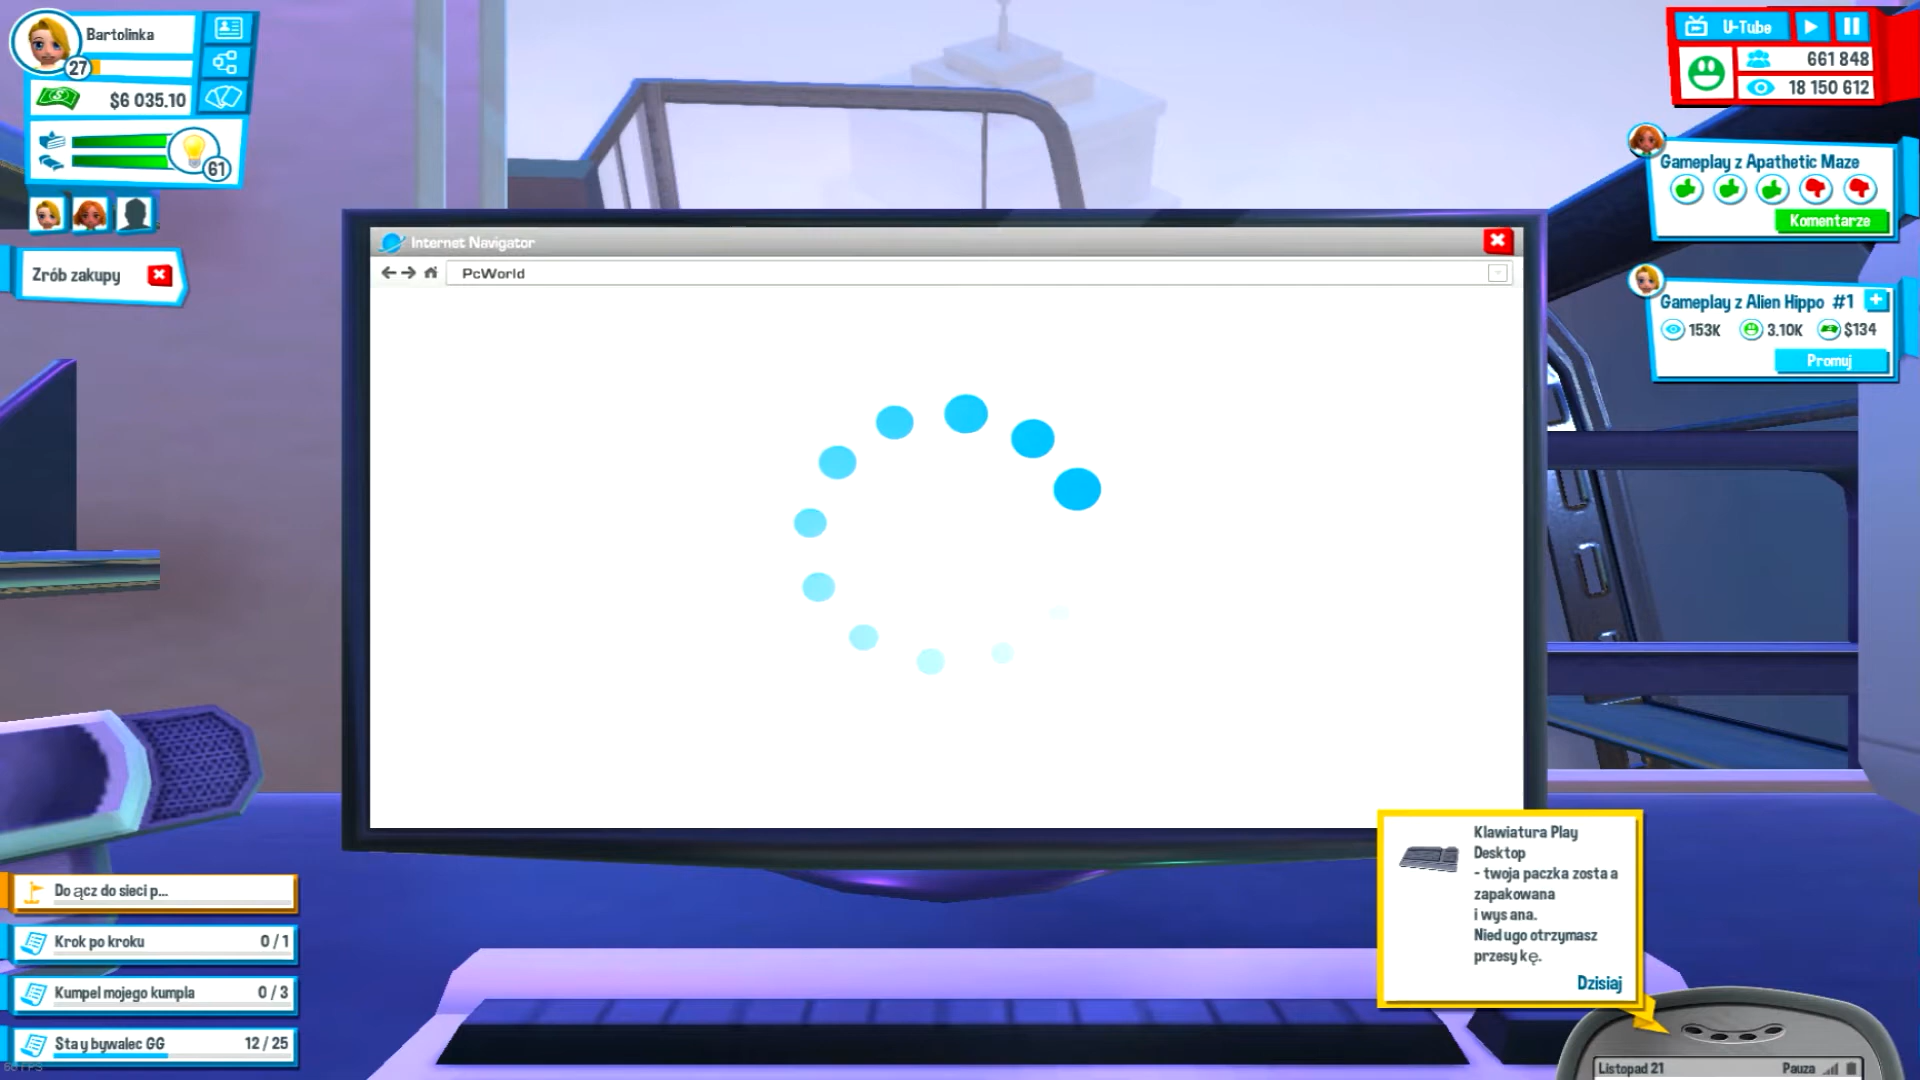 Bartolinka
27
$6 035.10
61
Zrób zakupy
U-Tube
661 848
18 150 612
Gameplay z Apathetic Maze
Komentarze
Gameplay z Alien Hippo #1
153K 3.10K $134
Promuj
Internet Navigator
PcWorld
Do ącz do sieci p...
Krok po kroku 0 / 1
Kumpel mojego kumpla 0 / 3
Sta y bywalec GG 12 / 25
Klawiatura Play
Desktop
- twoja paczka zosta a
zapakowana
i wys ana.
Nied ugo otrzymasz
przesy kę.
Dzisiaj
Listopad 21 Pauza